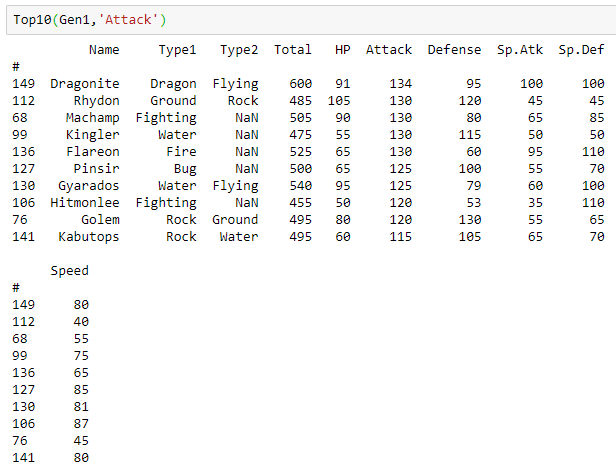 Top10(Gen1,'Attack')
Name Type1 Type2 Total HP Attack Defense Sp.Atk Sp.Def
#
149 Dragonite Dragon Flying 600 91 134 95 100 100
112 Rhydon Ground Rock 485 105 130 120 45 45
68 Machamp Fighting NaN 505 90 130 80 65 85
99 Kingler Water NaN 475 55 130 115 50 50
136 Flareon Fire NaN 525 65 130 60 95 110
127 Pinsir Bug NaN 500 65 125 100 55 70
130 Gyarados Water Flying 540 95 125 79 60 100
106 Hitmonlee Fighting NaN 455 50 120 53 35 110
76 Golem Rock Ground 495 80 120 130 55 65
141 Kabutops Rock Water 495 60 115 105 65 70
Speed
#
149 80
112 40
68 55
99 75
136 65
127 85
130 81
106 87
76 45
141 80